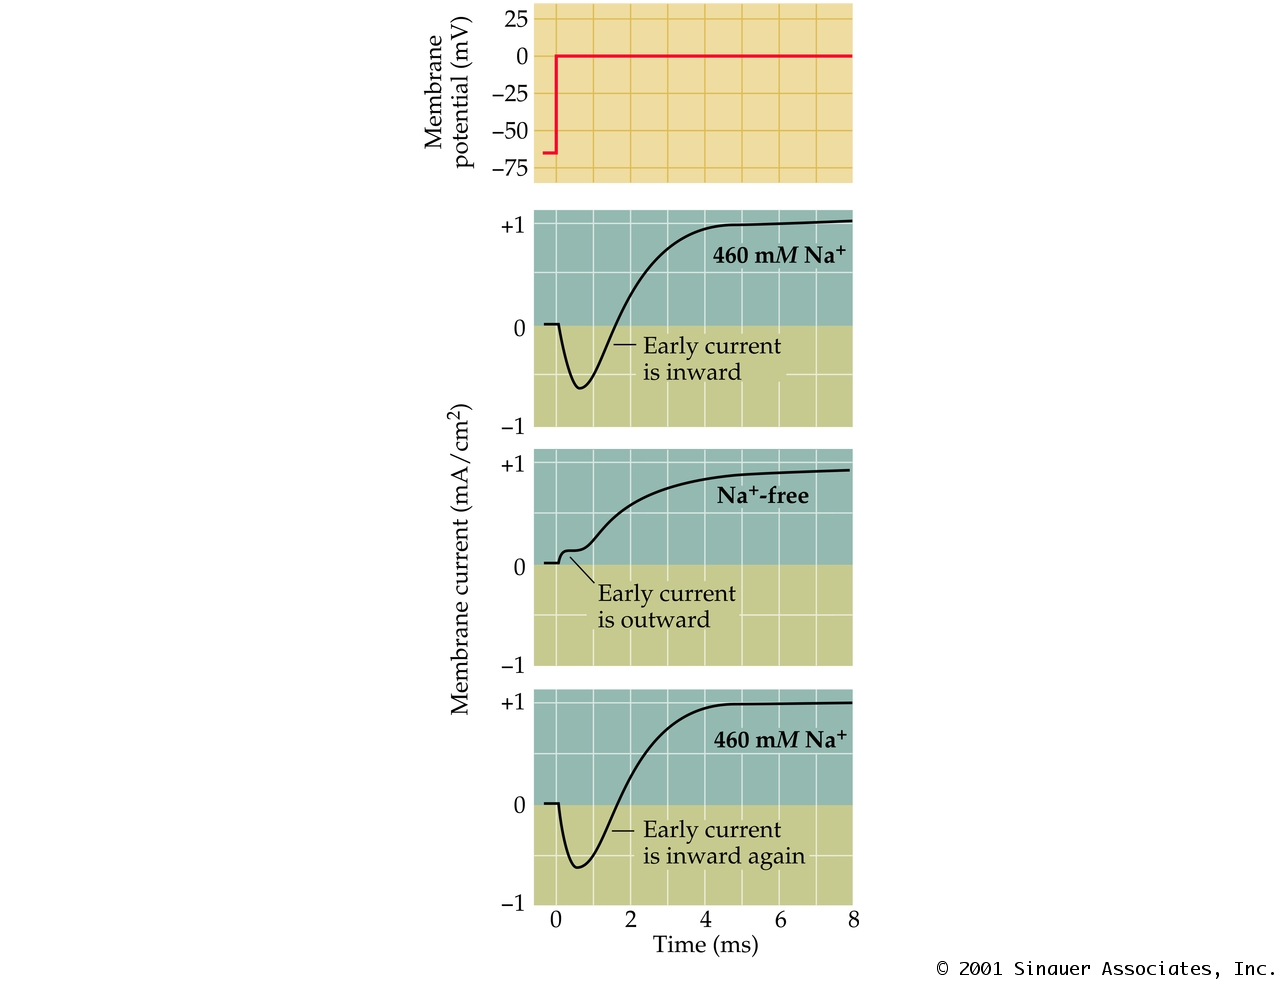 Membrane
potential (mV)
25
0
−25
−50
−75
Membrane current (mA/cm²)
+1
460 mM Na⁺
0
Early current
is inward
−1
+1
Na⁺-free
0
Early current
is outward
−1
+1
460 mM Na⁺
0
Early current
is inward again
−1
0 2 4 6 8
Time (ms)
© 2001 Sinauer Associates, Inc.